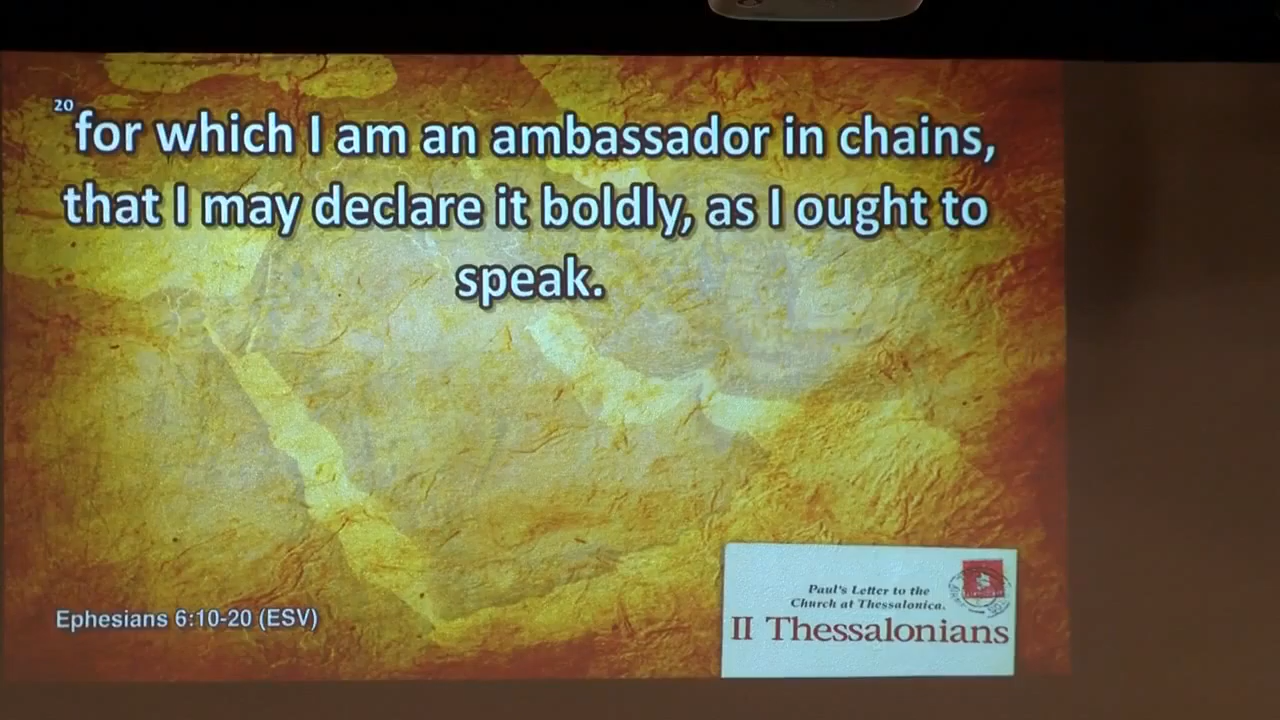 20 for which I am an ambassador in chains,
that I may declare it boldly, as I ought to
speak.
Ephesians 6:10-20 (ESV)
Paul's Letter to the
Church at Thessalonica.
II Thessalonians